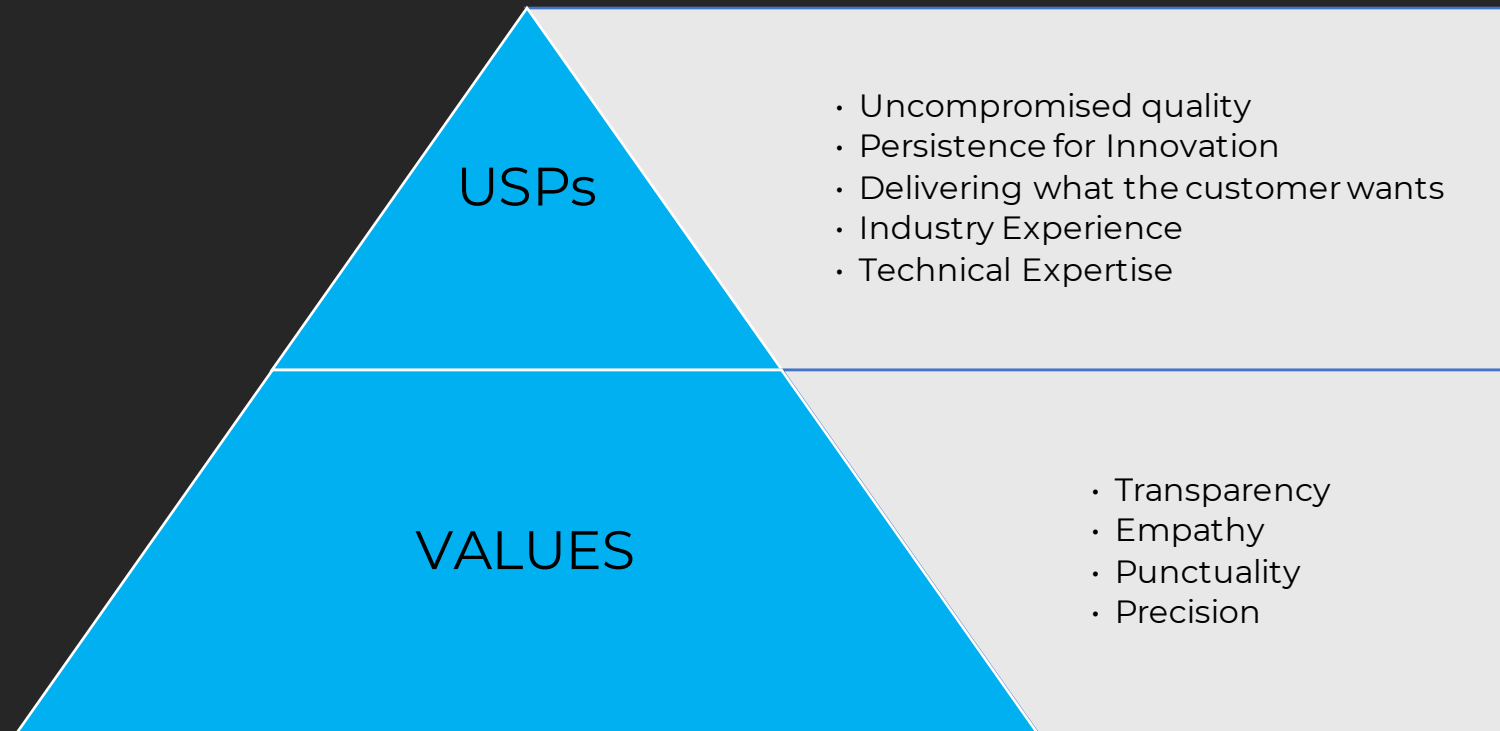 USPs
• Uncompromised quality
• Persistence for Innovation
• Delivering what the customer wants
• Industry Experience
• Technical Expertise
VALUES
• Transparency
• Empathy
• Punctuality
• Precision